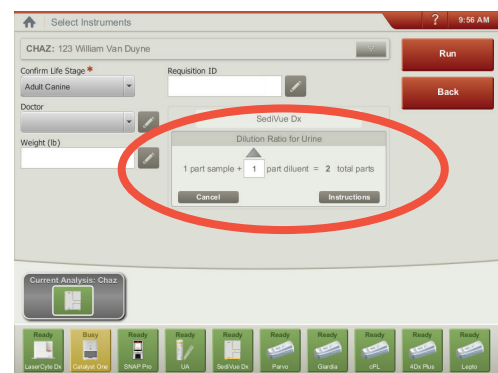 Select Instruments ? 9:56 AM
CHAZ: 123 William Van Duyne
Run
Back
Confirm Life Stage *
Adult Canine
Requisition ID
Doctor
Weight (lb)
SediVue Dx
Dilution Ratio for Urine
1 part sample + 1 part diluent = 2 total parts
Cancel Instructions
Current Analysis: Chaz
Ready Busy Ready Ready Ready Ready Ready Ready Ready Ready
LaserCyte Dx Catalyst One SNAP Pro UA SediVue Dx Parvo Giardia cPL 4Dx Plus Lepto